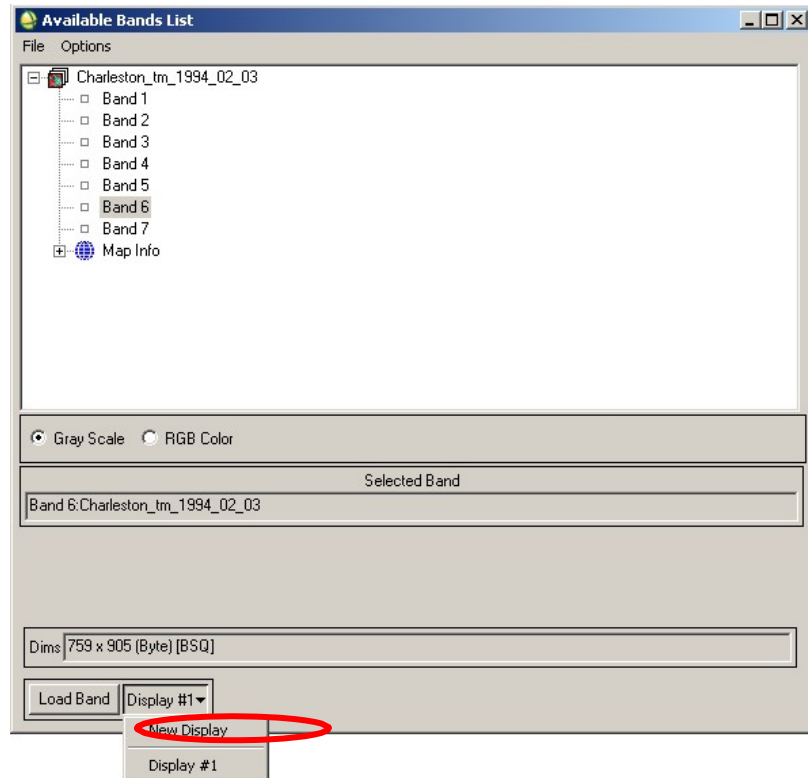 Available Bands List
File Options
Charleston_tm_1994_02_03
Band 1
Band 2
Band 3
Band 4
Band 5
Band 6
Band 7
Map Info
Gray Scale RGB Color
Selected Band
Band 6:Charleston_tm_1994_02_03
Dims 759 x 905 (Byte) [BSQ]
Load Band Display #1
New Display
Display #1